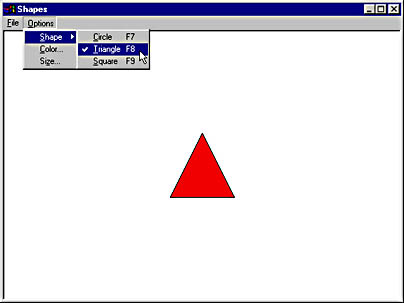 Shapes
File Options
Shape Circle F7
Color... Triangle F8
Size... Square F9